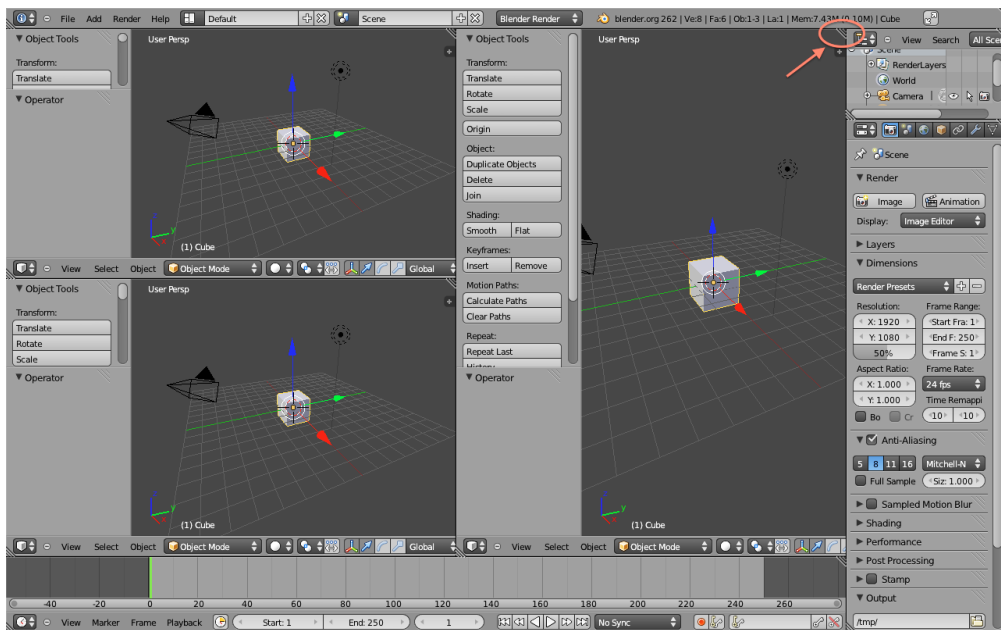 File Add Render Help Default Scene Blender Render blender.org 262 | Ve:8 | Fa:6 | Ob:1-3 | La:1 | Mem:7.43M (0.10M) | Cube
Object Tools
Transform:
Translate
Operator
User Persp
(1) Cube
View Select Object Object Mode Global
Object Tools
Transform:
Translate
Rotate
Scale
Operator
User Persp
(1) Cube
View Select Object Object Mode Global
Object Tools
Transform:
Translate
Rotate
Scale
Origin
Object:
Duplicate Objects
Delete
Join
Shading:
Smooth Flat
Keyframes:
Insert Remove
Motion Paths:
Calculate Paths
Clear Paths
Repeat:
Repeat Last
Operator
User Persp
(1) Cube
View Select Object Object Mode
View Search All Sce
Scene
RenderLayers
World
Camera
Scene
Render
Image Animation
Display: Image Editor
Layers
Dimensions
Render Presets
Resolution: Frame Range:
X: 1920 Start Fra: 1
Y: 1080 End F: 250
50% Frame S: 1
Aspect Ratio: Frame Rate:
X: 1.000 24 fps
Y: 1.000 Time Remappi
Bo Cr 10 10
Anti-Aliasing
5 8 11 16 Mitchell-N
Full Sample Siz: 1.000
Sampled Motion Blur
Shading
Performance
Post Processing
Stamp
Output
/tmp/
-40 -20 0 20 40 60 80 100 120 140 160 180 200 220 240 260
View Marker Frame Playback Start: 1 End: 250 1 No Sync